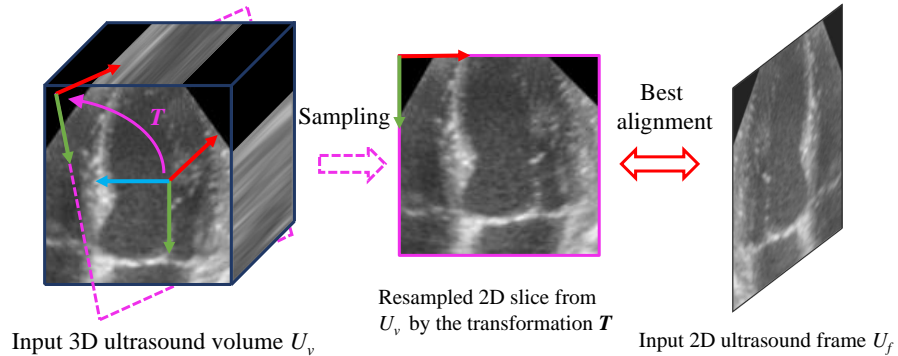 T
Sampling
Best
alignment
Resampled 2D slice from
U_v by the transformation T
Input 3D ultrasound volume U_v
Input 2D ultrasound frame U_f